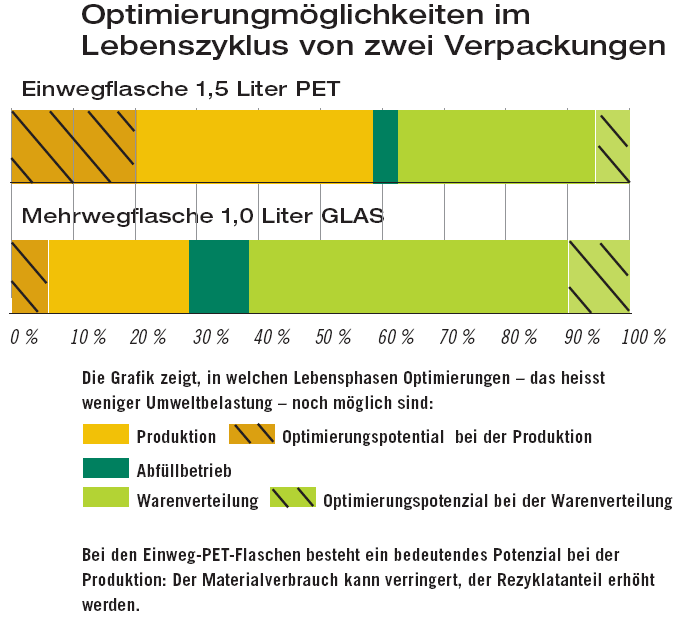 Optimierungmöglichkeiten im
Lebenszyklus von zwei Verpackungen
Einwegflasche 1,5 Liter PET
Mehrwegflasche 1,0 Liter GLAS
0 % 10 % 20 % 30 % 40 % 50 % 60 % 70 % 80 % 90 % 100 %
Die Grafik zeigt, in welchen Lebensphasen Optimierungen – das heisst
weniger Umweltbelastung – noch möglich sind:
Produktion Optimierungspotential bei der Produktion
Abfüllbetrieb
Warenverteilung Optimierungspotenzial bei der Warenverteilung
Bei den Einweg-PET-Flaschen besteht ein bedeutendes Potenzial bei der
Produktion: Der Materialverbrauch kann verringert, der Rezyklatanteil erhöht
werden.